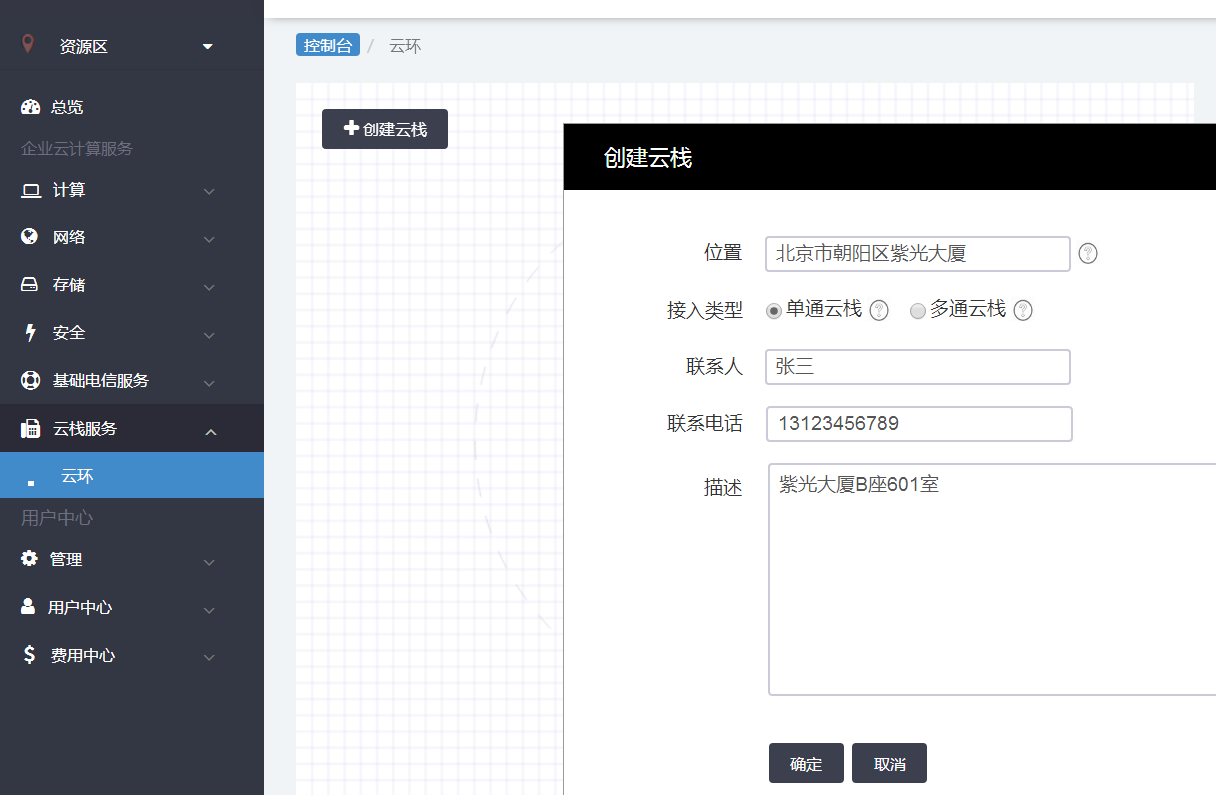 资源区
总览
企业云计算服务
计算
网络
存储
安全
基础电信服务
云栈服务
云环
用户中心
管理
用户中心
费用中心
控制台 / 云环
创建云栈
创建云栈
位置 北京市朝阳区紫光大厦 ?
接入类型 单通云栈 ? 多通云栈 ?
联系人 张三
联系电话 13123456789
描述 紫光大厦B座601室
确定 取消